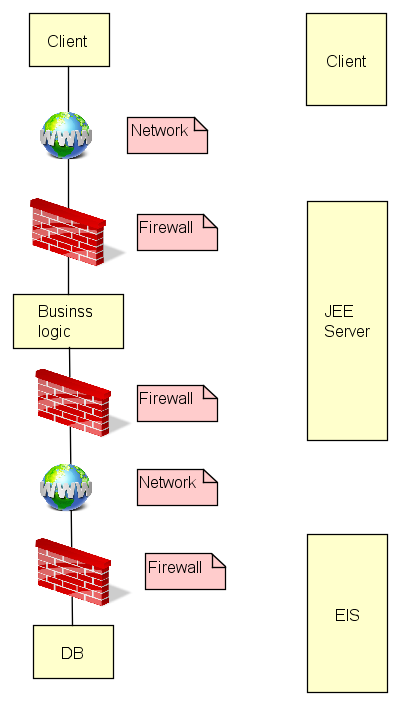 Client
Client
WWW
Network
Firewall
Businss
logic
JEE
Server
Firewall
WWW
Network
Firewall
DB
EIS